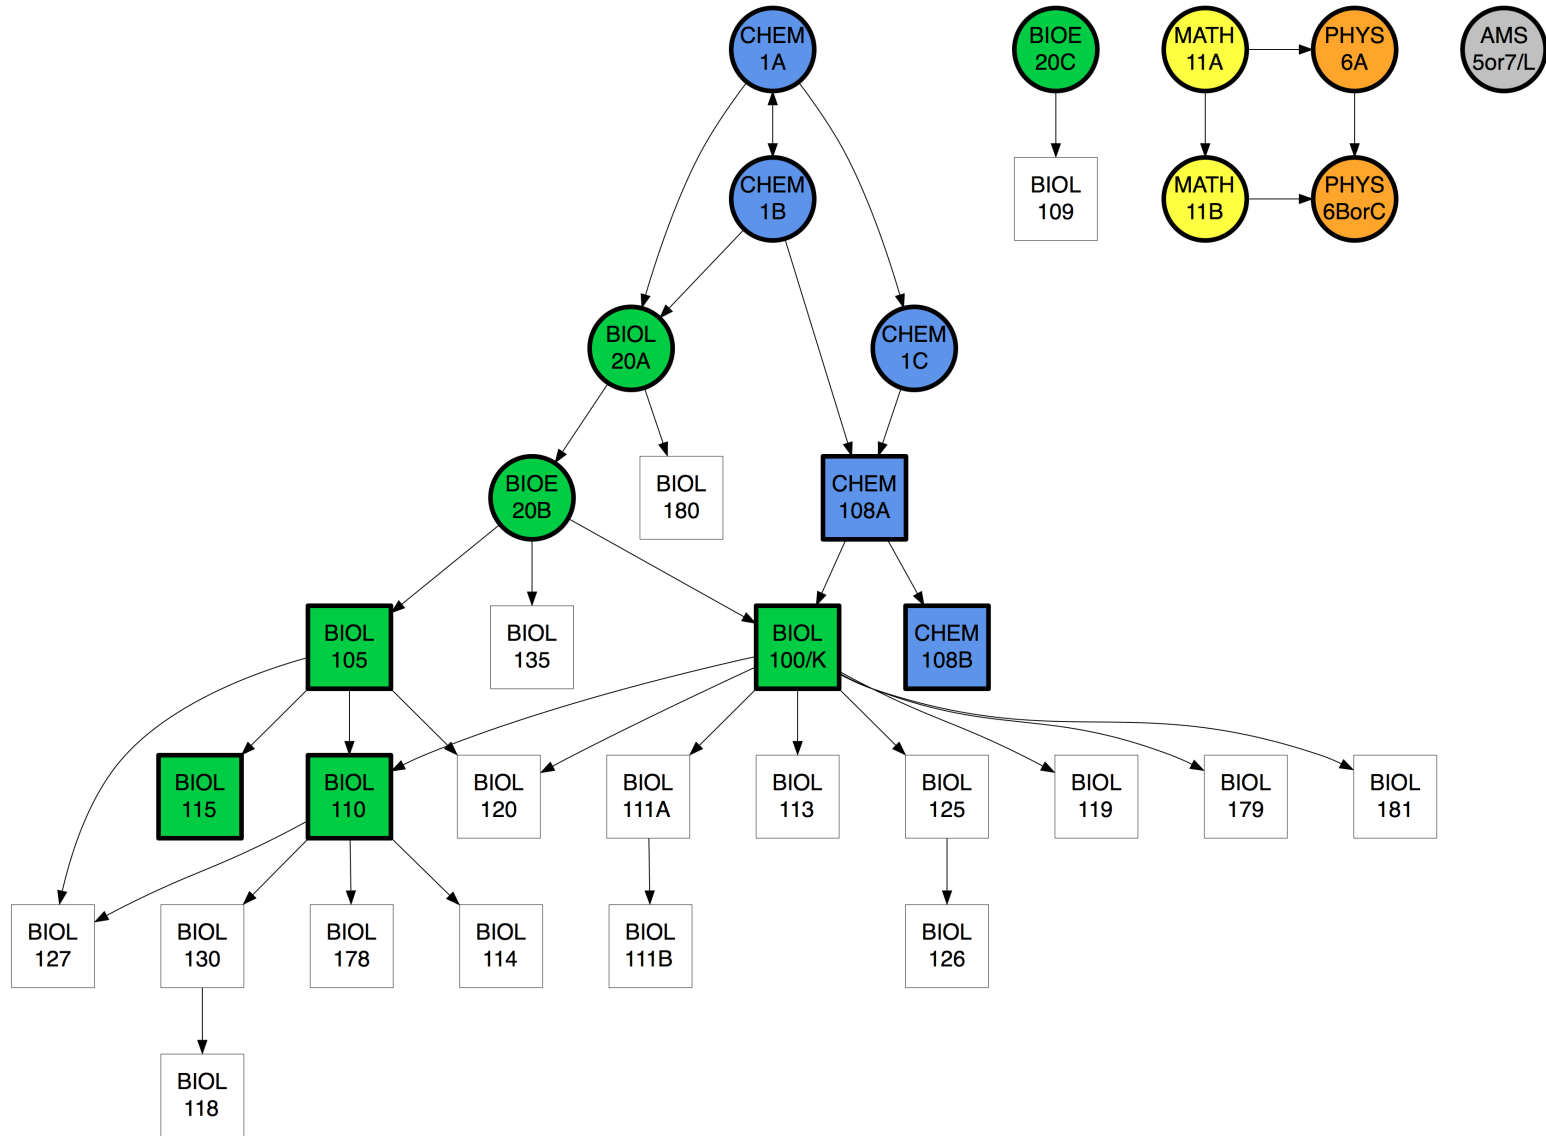 CHEM
1A
BIOE
20C
MATH
11A
PHYS
6A
AMS
5or7/L
CHEM
1B
BIOL
109
MATH
11B
PHYS
6BorC
BIOL
20A
CHEM
1C
BIOE
20B
BIOL
180
CHEM
108A
BIOL
105
BIOL
135
BIOL
100/K
CHEM
108B
BIOL
115
BIOL
110
BIOL
120
BIOL
111A
BIOL
113
BIOL
125
BIOL
119
BIOL
179
BIOL
181
BIOL
127
BIOL
130
BIOL
178
BIOL
114
BIOL
111B
BIOL
126
BIOL
118